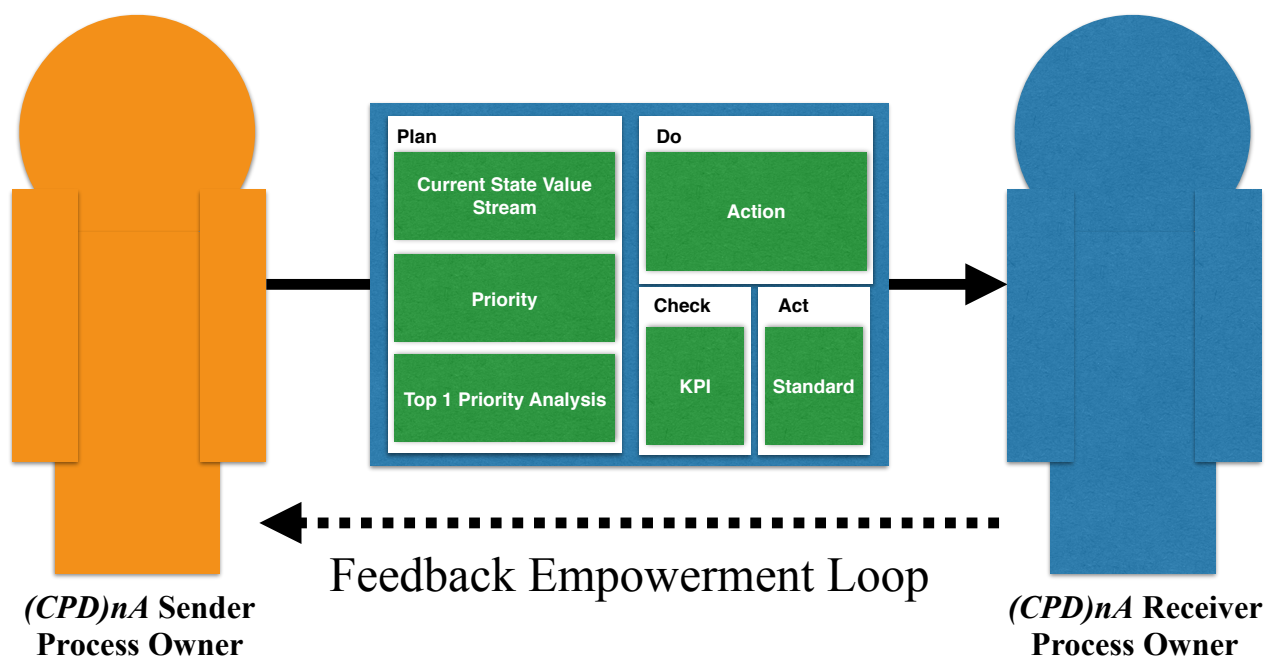 Plan
Current State Value
Stream
Priority
Top 1 Priority Analysis
Do
Action
Check
KPI
Act
Standard
Feedback Empowerment Loop
(CPD)nA Sender
Process Owner
(CPD)nA Receiver
Process Owner